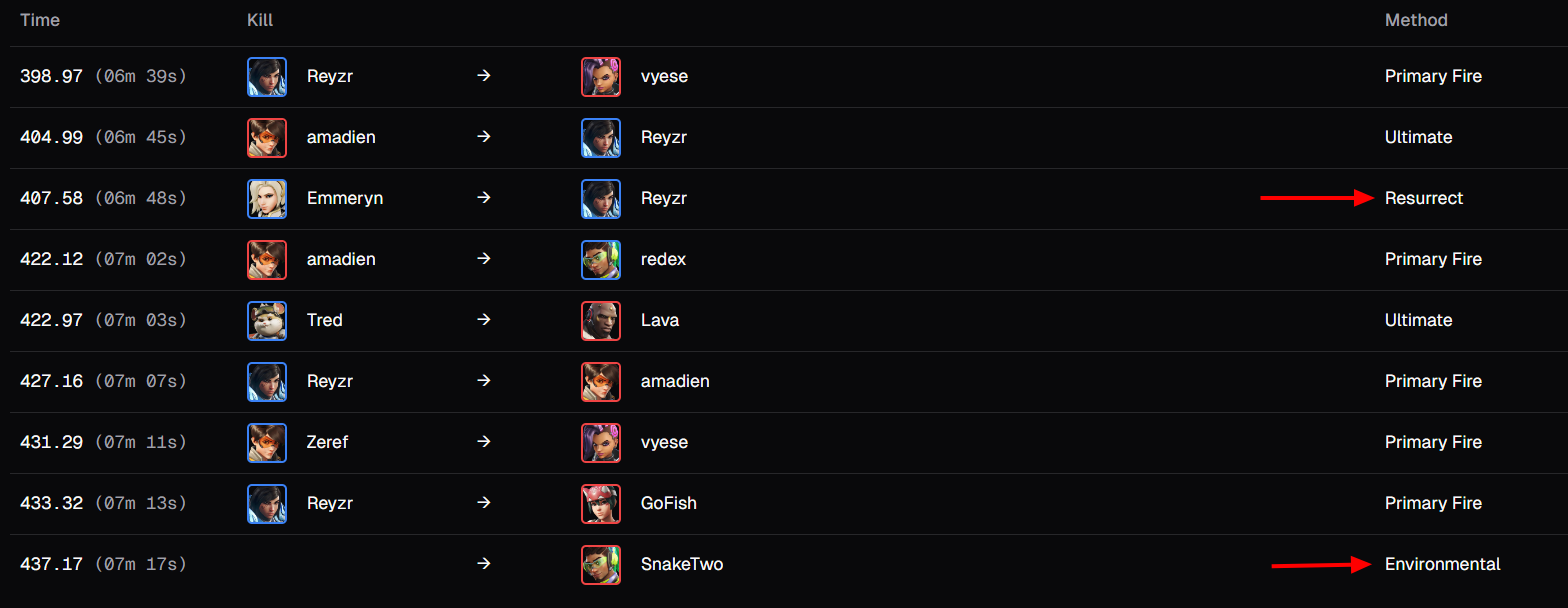 Time Kill Method
398.97 (06m 39s) Reyzr → vyese Primary Fire
404.99 (06m 45s) amadien → Reyzr Ultimate
407.58 (06m 48s) Emmeryn → Reyzr Resurrect
422.12 (07m 02s) amadien → redex Primary Fire
422.97 (07m 03s) Tred → Lava Ultimate
427.16 (07m 07s) Reyzr → amadien Primary Fire
431.29 (07m 11s) Zeref → vyese Primary Fire
433.32 (07m 13s) Reyzr → GoFish Primary Fire
437.17 (07m 17s) → SnakeTwo Environmental